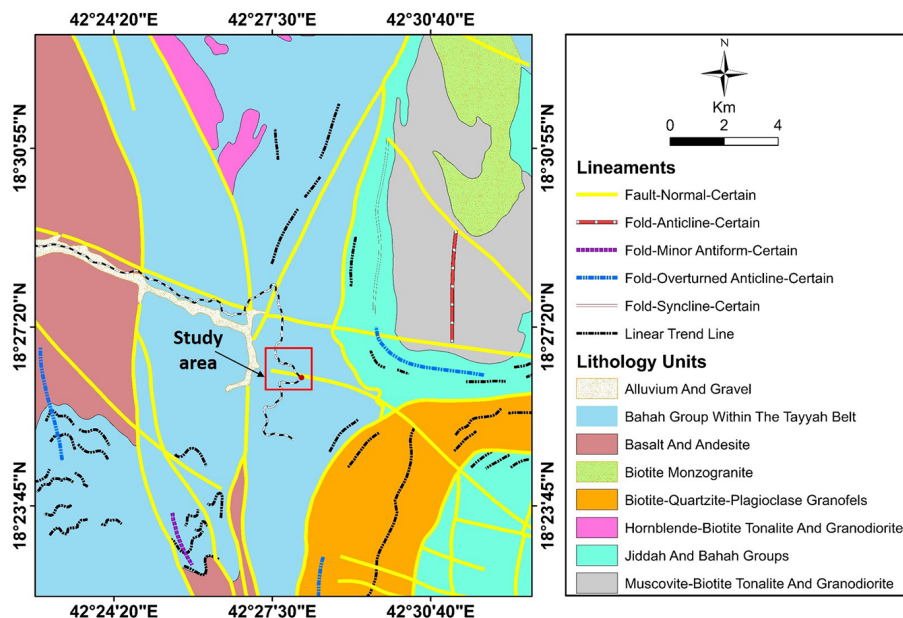 42°24'20"E
42°27'30"E
42°30'40"E
18°30'55"N
18°27'20"N
18°23'45"N
Study
area
18°30'55"N
18°27'20"N
18°23'45"N
42°24'20"E
42°27'30"E
42°30'40"E
N
Km
0 2 4
Lineaments
Fault-Normal-Certain
Fold-Anticline-Certain
Fold-Minor Antiform-Certain
Fold-Overturned Anticline-Certain
Fold-Syncline-Certain
Linear Trend Line
Lithology Units
Alluvium And Gravel
Bahah Group Within The Tayyah Belt
Basalt And Andesite
Biotite Monzogranite
Biotite-Quartzite-Plagioclase Granofels
Hornblende-Biotite Tonalite And Granodiorite
Jiddah And Bahah Groups
Muscovite-Biotite Tonalite And Granodiorite